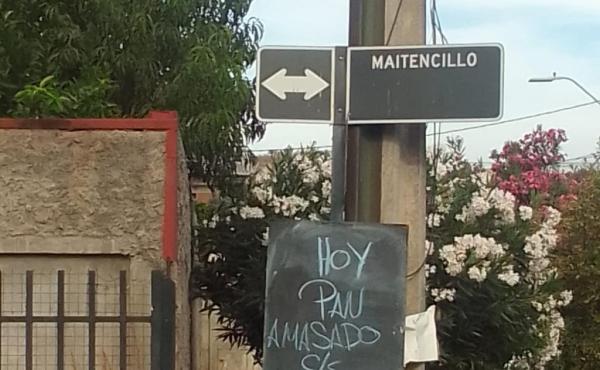 MAITENCILLO
HOY
PAN
AMASADO
S/S